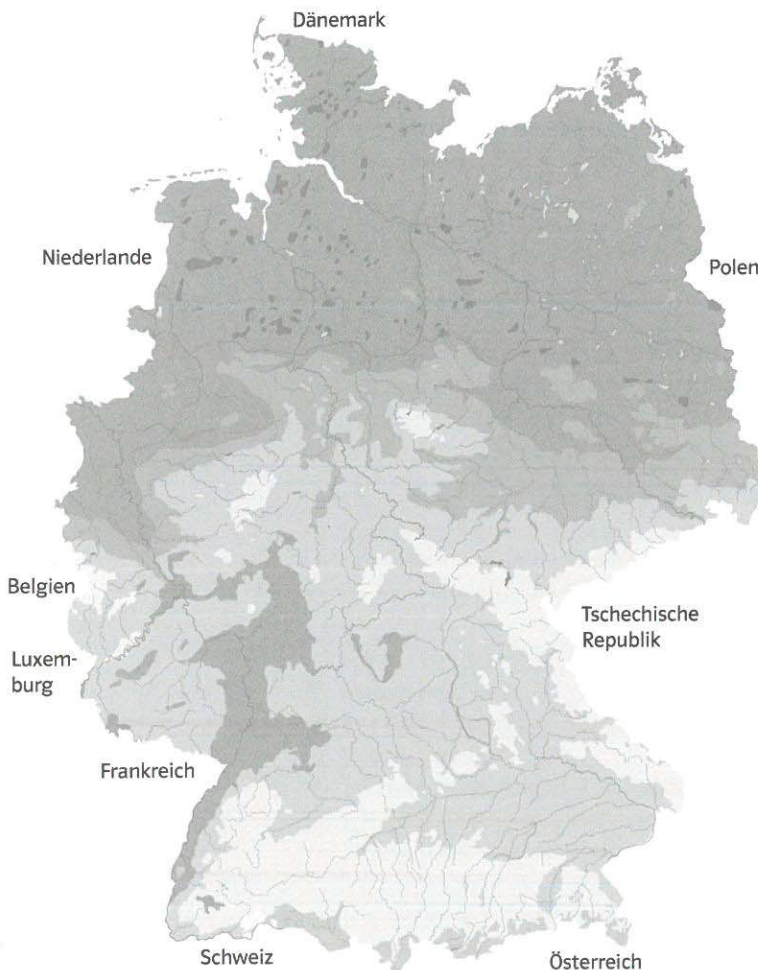 Dänemark
Niederlande
Polen
Belgien
Tschechische
Republik
Luxem-
burg
Frankreich
Schweiz
Österreich